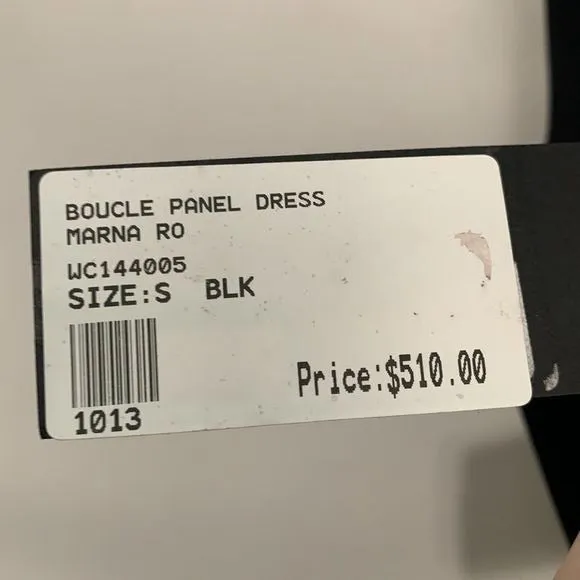 BOUCLE PANEL DRESS
MARNA RO
WC144005
SIZE:S BLK
1013
Price:$510.00